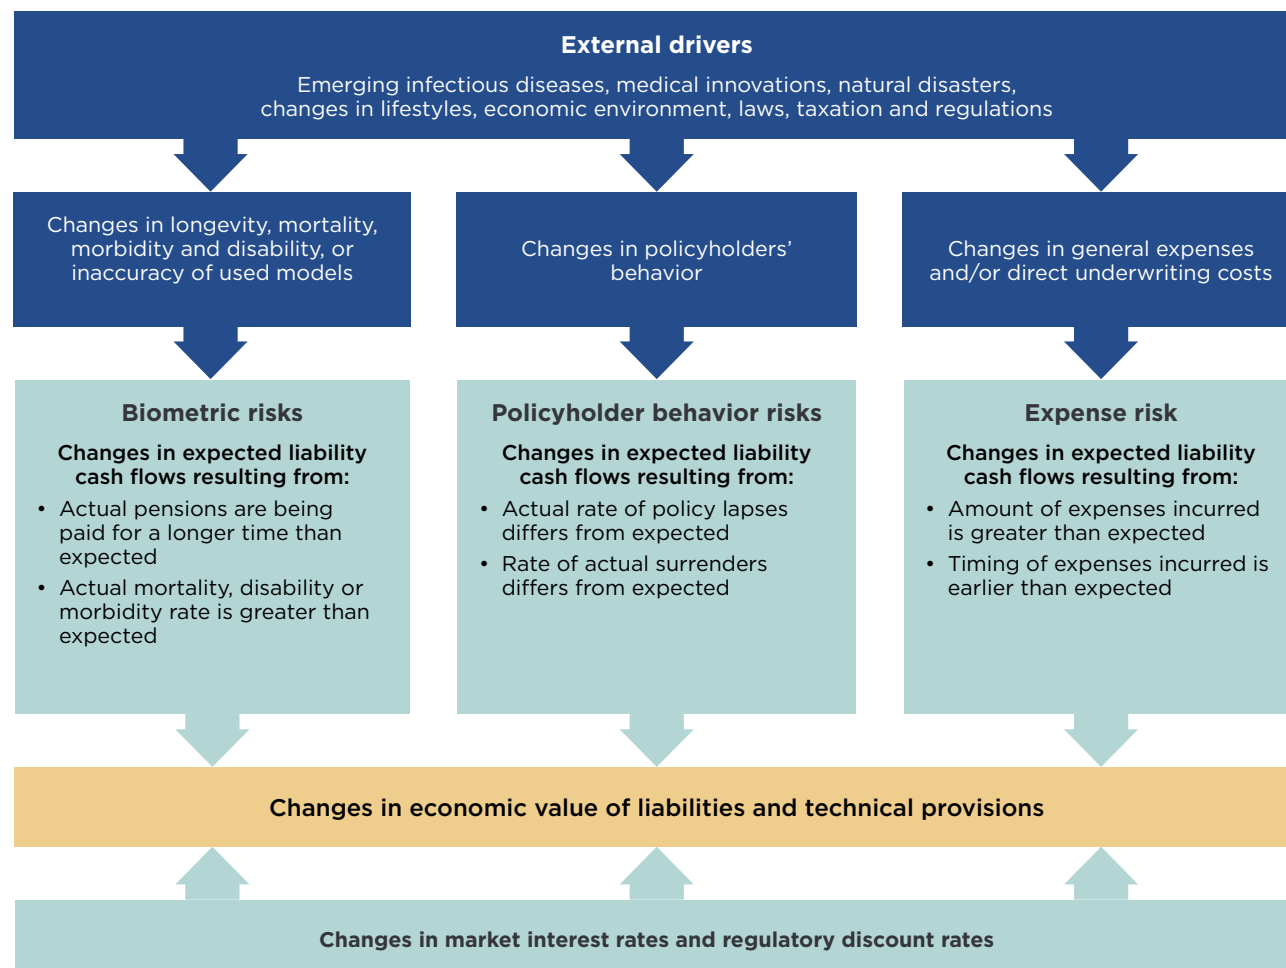 External drivers
Emerging infectious diseases, medical innovations, natural disasters,
changes in lifestyles, economic environment, laws, taxation and regulations
Changes in longevity, mortality,
morbidity and disability, or
inaccuracy of used models
Changes in policyholders’
behavior
Changes in general expenses
and/or direct underwriting costs
Biometric risks
Changes in expected liability
cash flows resulting from:
• Actual pensions are being
paid for a longer time than
expected
• Actual mortality, disability or
morbidity rate is greater than
expected
Policyholder behavior risks
Changes in expected liability
cash flows resulting from:
• Actual rate of policy lapses
differs from expected
• Rate of actual surrenders
differs from expected
Expense risk
Changes in expected liability
cash flows resulting from:
• Amount of expenses incurred
is greater than expected
• Timing of expenses incurred is
earlier than expected
Changes in economic value of liabilities and technical provisions
Changes in market interest rates and regulatory discount rates